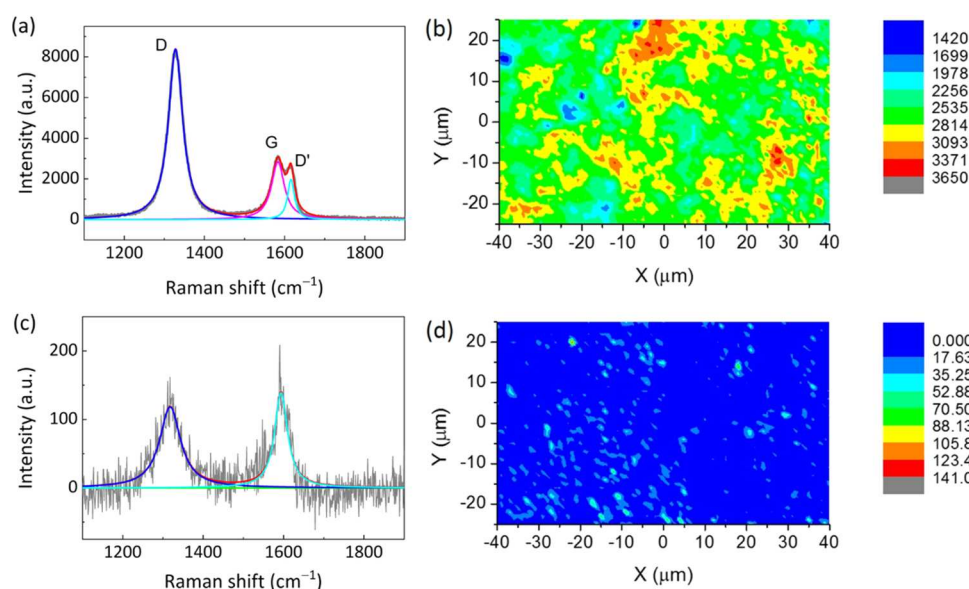 (a)
D
G
D'
8000
6000
4000
2000
0
Intensity (a.u.)
1200 1400 1600 1800
Raman shift (cm⁻¹)
(b)
20
10
0
-10
-20
Y (μm)
-40 -30 -20 -10 0 10 20 30 40
X (μm)
1420
1699
1978
2256
2535
2814
3093
3371
3650
(c)
200
100
0
Intensity (a.u.)
1200 1400 1600 1800
Raman shift (cm⁻¹)
(d)
20
10
0
-10
-20
Y (μm)
-40 -30 -20 -10 0 10 20 30 40
X (μm)
0.000
17.63
35.25
52.88
70.50
88.13
105.8
123.4
141.0